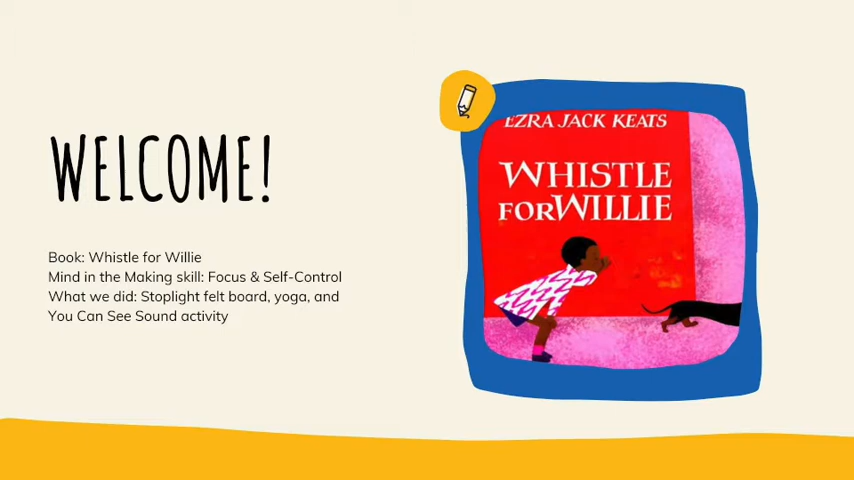 WELCOME!
Book: Whistle for Willie
Mind in the Making skill: Focus & Self-Control
What we did: Stoplight felt board, yoga, and
You Can See Sound activity
EZRA JACK KEATS
WHISTLE
FOR WILLIE